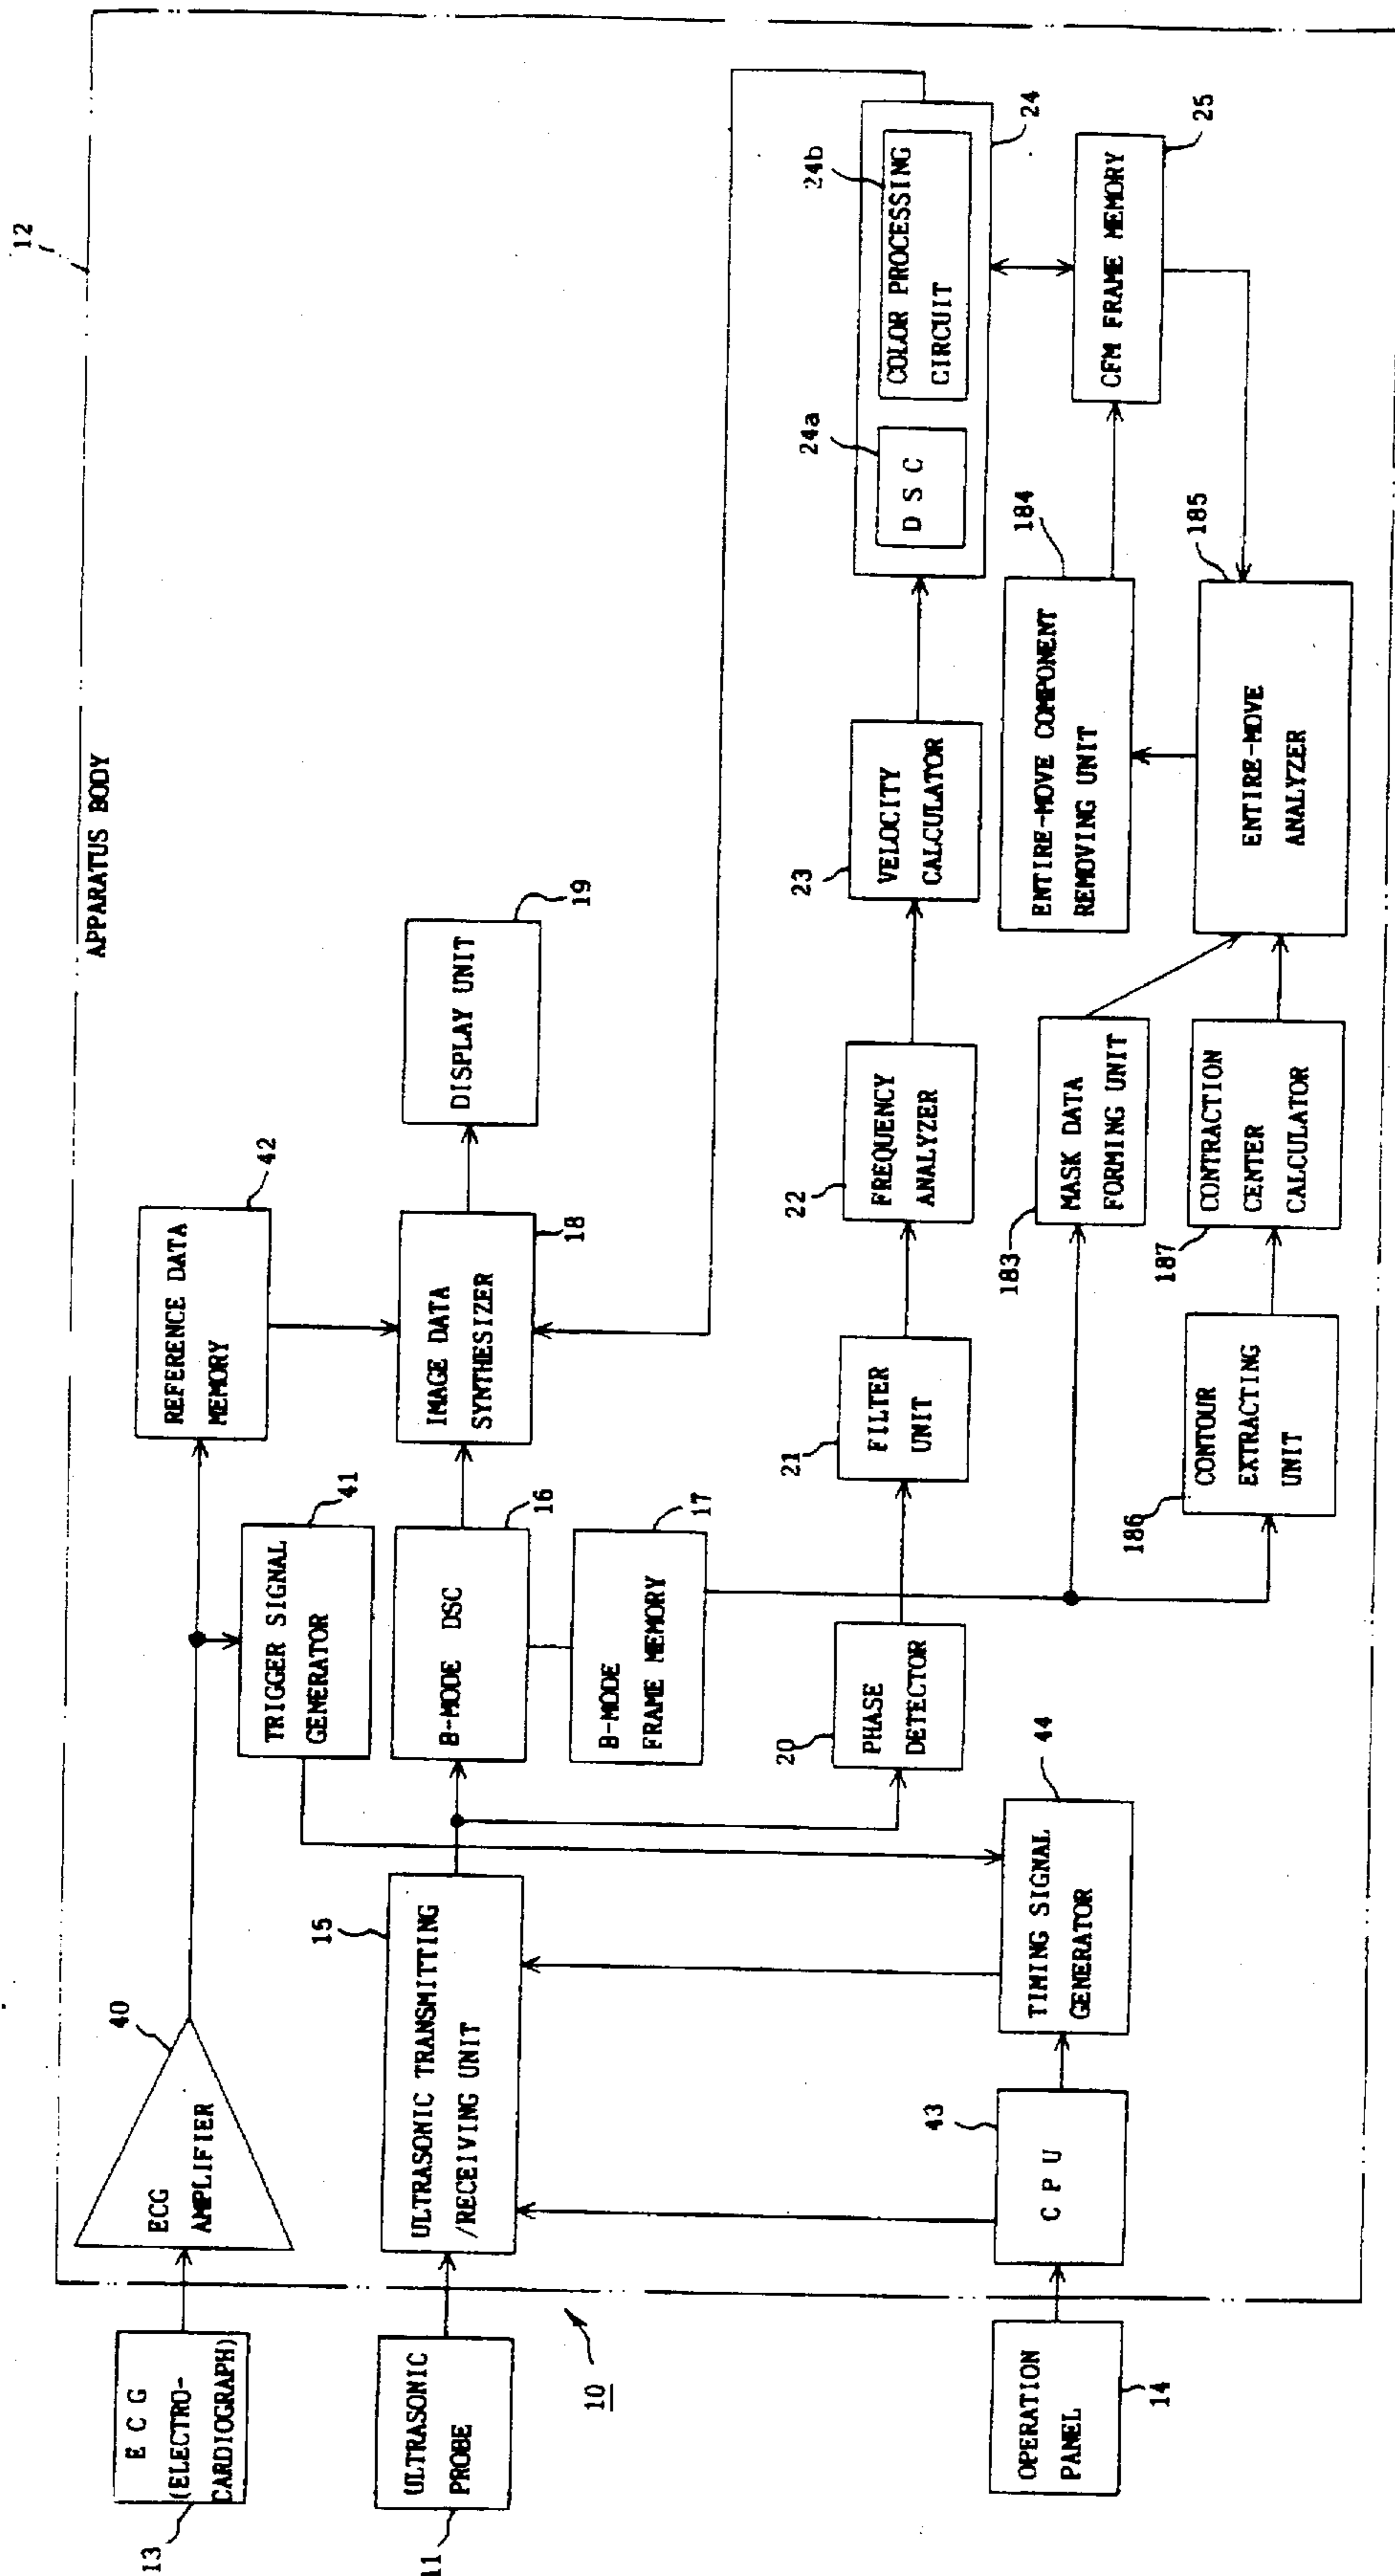 APPARATUS BODY
12
13
E C G
(ELECTRO-
CARDIOGRAPH)
ECG
AMPLIFIER
40
TRIGGER SIGNAL
GENERATOR
41
REFERENCE DATA
MEMORY
42
11
ULTRASONIC
PROBE
10
ULTRASONIC TRANSMITTING
/RECEIVING UNIT
15
B-MODE DSC
16
B-MODE
FRAME MEMORY
17
IMAGE DATA
SYNTHESIZER
18
DISPLAY UNIT
19
PHASE
DETECTOR
20
FILTER
UNIT
21
FREQUENCY
ANALYZER
22
VELOCITY
CALCULATOR
23
D S C
24a
COLOR PROCESSING
CIRCUIT
24b
24
CFM FRAME MEMORY
25
OPERATION
PANEL
14
C P U
43
TIMING SIGNAL
GENERATOR
44
MASK DATA
FORMING UNIT
183
ENTIRE-MOVE COMPONENT
REMOVING UNIT
184
CONTOUR
EXTRACTING
UNIT
186
CONTRACTION
CENTER
CALCULATOR
187
ENTIRE-MOVE
ANALYZER
185